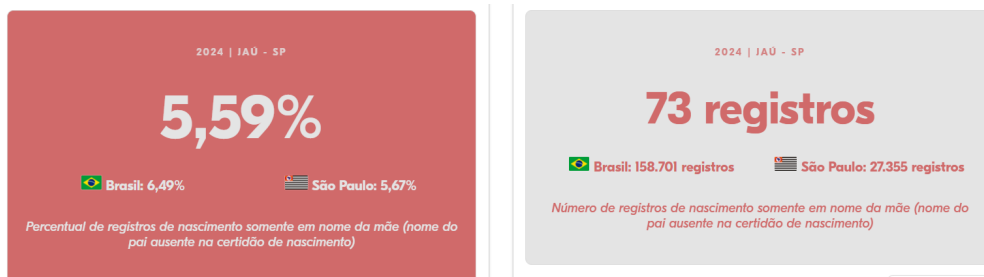 2024 | JAÚ - SP
5,59%
Brasil: 6,49%
São Paulo: 5,67%
Percentual de registros de nascimento somente em nome da mãe (nome do
pai ausente na certidão de nascimento)
2024 | JAÚ - SP
73 registros
Brasil: 158.701 registros
São Paulo: 27.355 registros
Número de registros de nascimento somente em nome da mãe (nome do
pai ausente na certidão de nascimento)